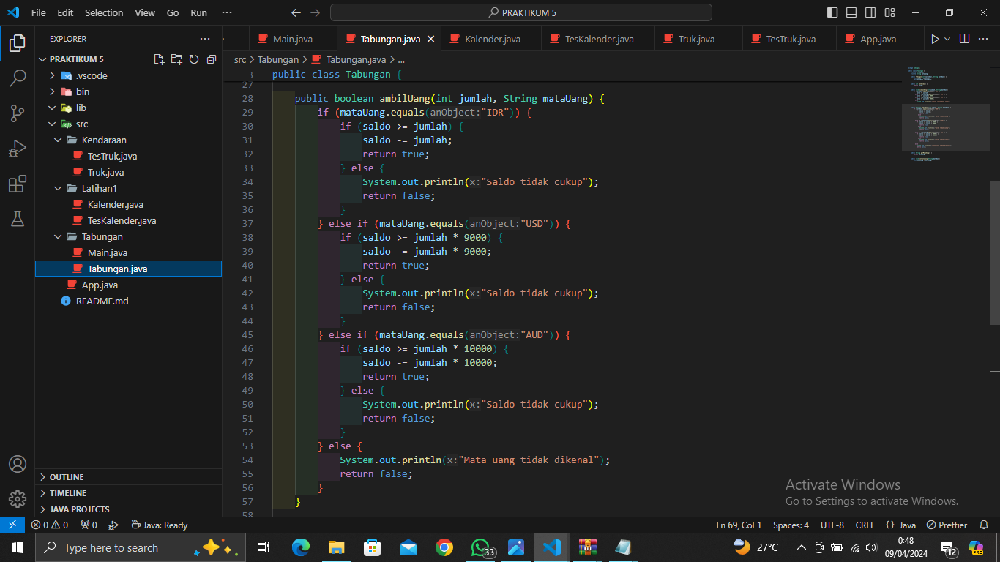 File Edit Selection View Go Run ··· PRAKTIKUM 5
EXPLORER ···
Main.java Tabungan.java Kalender.java TesKalender.java Truk.java TesTruk.java App.java
PRAKTIKUM 5
.vscode
bin
lib
src
Kendaraan
TesTruk.java
Truk.java
Latihan1
Kalender.java
TesKalender.java
Tabungan
Main.java
Tabungan.java
App.java
README.md
OUTLINE
TIMELINE
JAVA PROJECTS
src > Tabungan > Tabungan.java > ...
3 public class Tabungan {
27
28 public boolean ambilUang(int jumlah, String mataUang) {
29 if (mataUang.equals(anObject:"IDR")) {
30 if (saldo >= jumlah) {
31 saldo -= jumlah;
32 return true;
33 } else {
34 System.out.println(x:"Saldo tidak cukup");
35 return false;
36 }
37 } else if (mataUang.equals(anObject:"USD")) {
38 if (saldo >= jumlah * 9000) {
39 saldo -= jumlah * 9000;
40 return true;
41 } else {
42 System.out.println(x:"Saldo tidak cukup");
43 return false;
44 }
45 } else if (mataUang.equals(anObject:"AUD")) {
46 if (saldo >= jumlah * 10000) {
47 saldo -= jumlah * 10000;
48 return true;
49 } else {
50 System.out.println(x:"Saldo tidak cukup");
51 return false;
52 }
53 } else {
54 System.out.println(x:"Mata uang tidak dikenal");
55 return false;
56 }
57 }
58
Activate Windows
Go to Settings to activate Windows.
0 0 0 Java: Ready Ln 69, Col 1 Spaces: 4 UTF-8 CRLF {} Java Prettier
Type here to search 33 27°C 0:48 12
09/04/2024